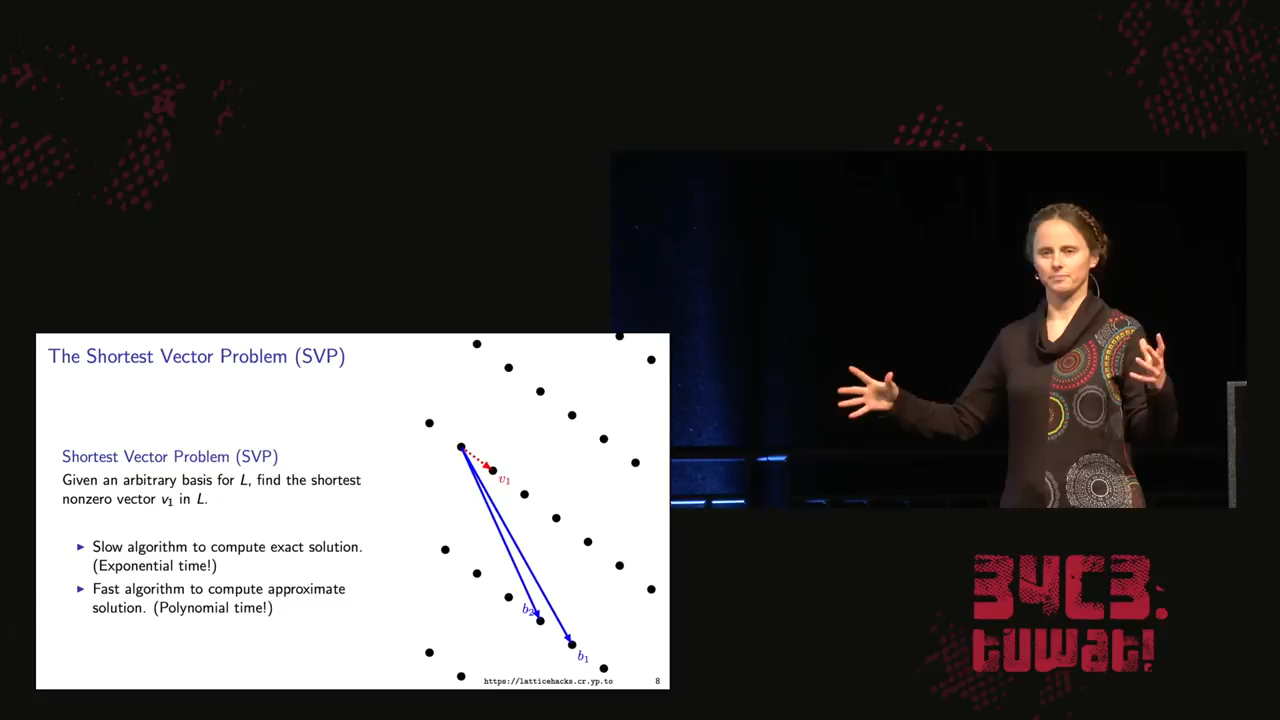 The Shortest Vector Problem (SVP)
Shortest Vector Problem (SVP)
Given an arbitrary basis for L, find the shortest
nonzero vector v₁ in L.
▶ Slow algorithm to compute exact solution.
(Exponential time!)
▶ Fast algorithm to compute approximate
solution. (Polynomial time!)
v₁
b₂
b₁
https://latticehacks.cr.yp.to
8
34C3.
tuwat!